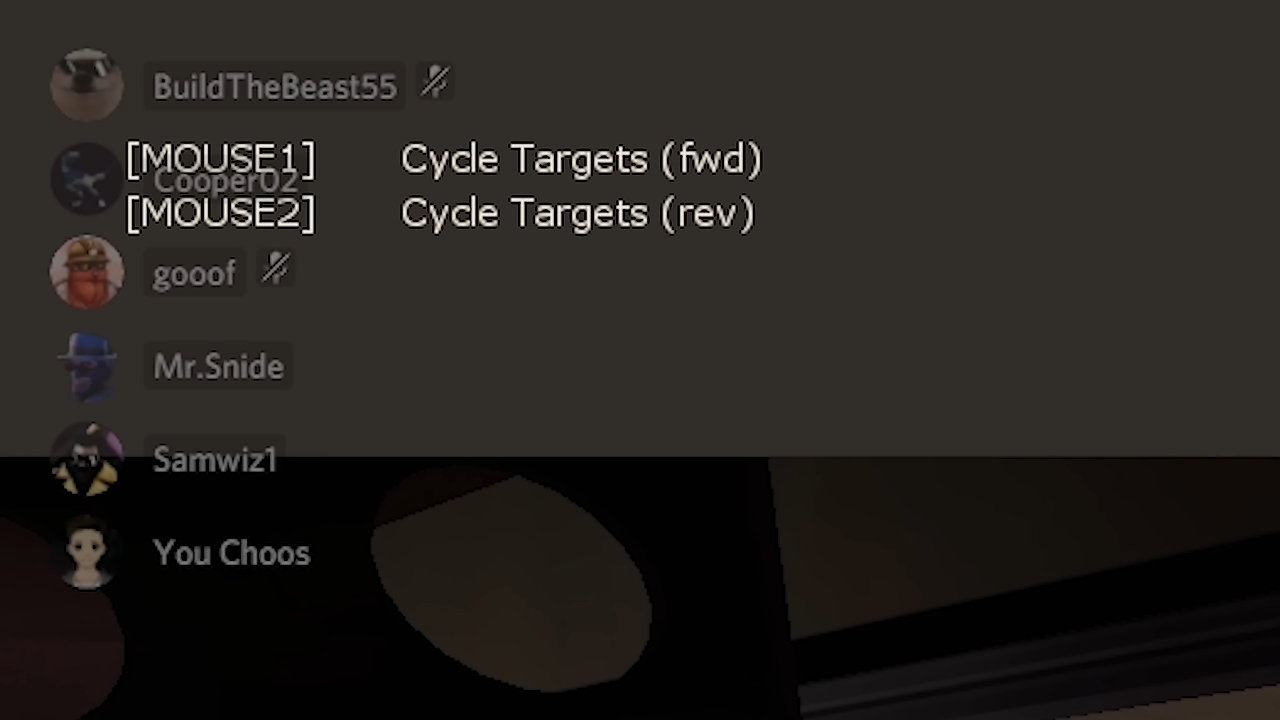 BuildTheBeast55
[MOUSE1] Cycle Targets (fwd)
Cooper02
[MOUSE2] Cycle Targets (rev)
gooof
Mr.Snide
Samwiz1
You Choos